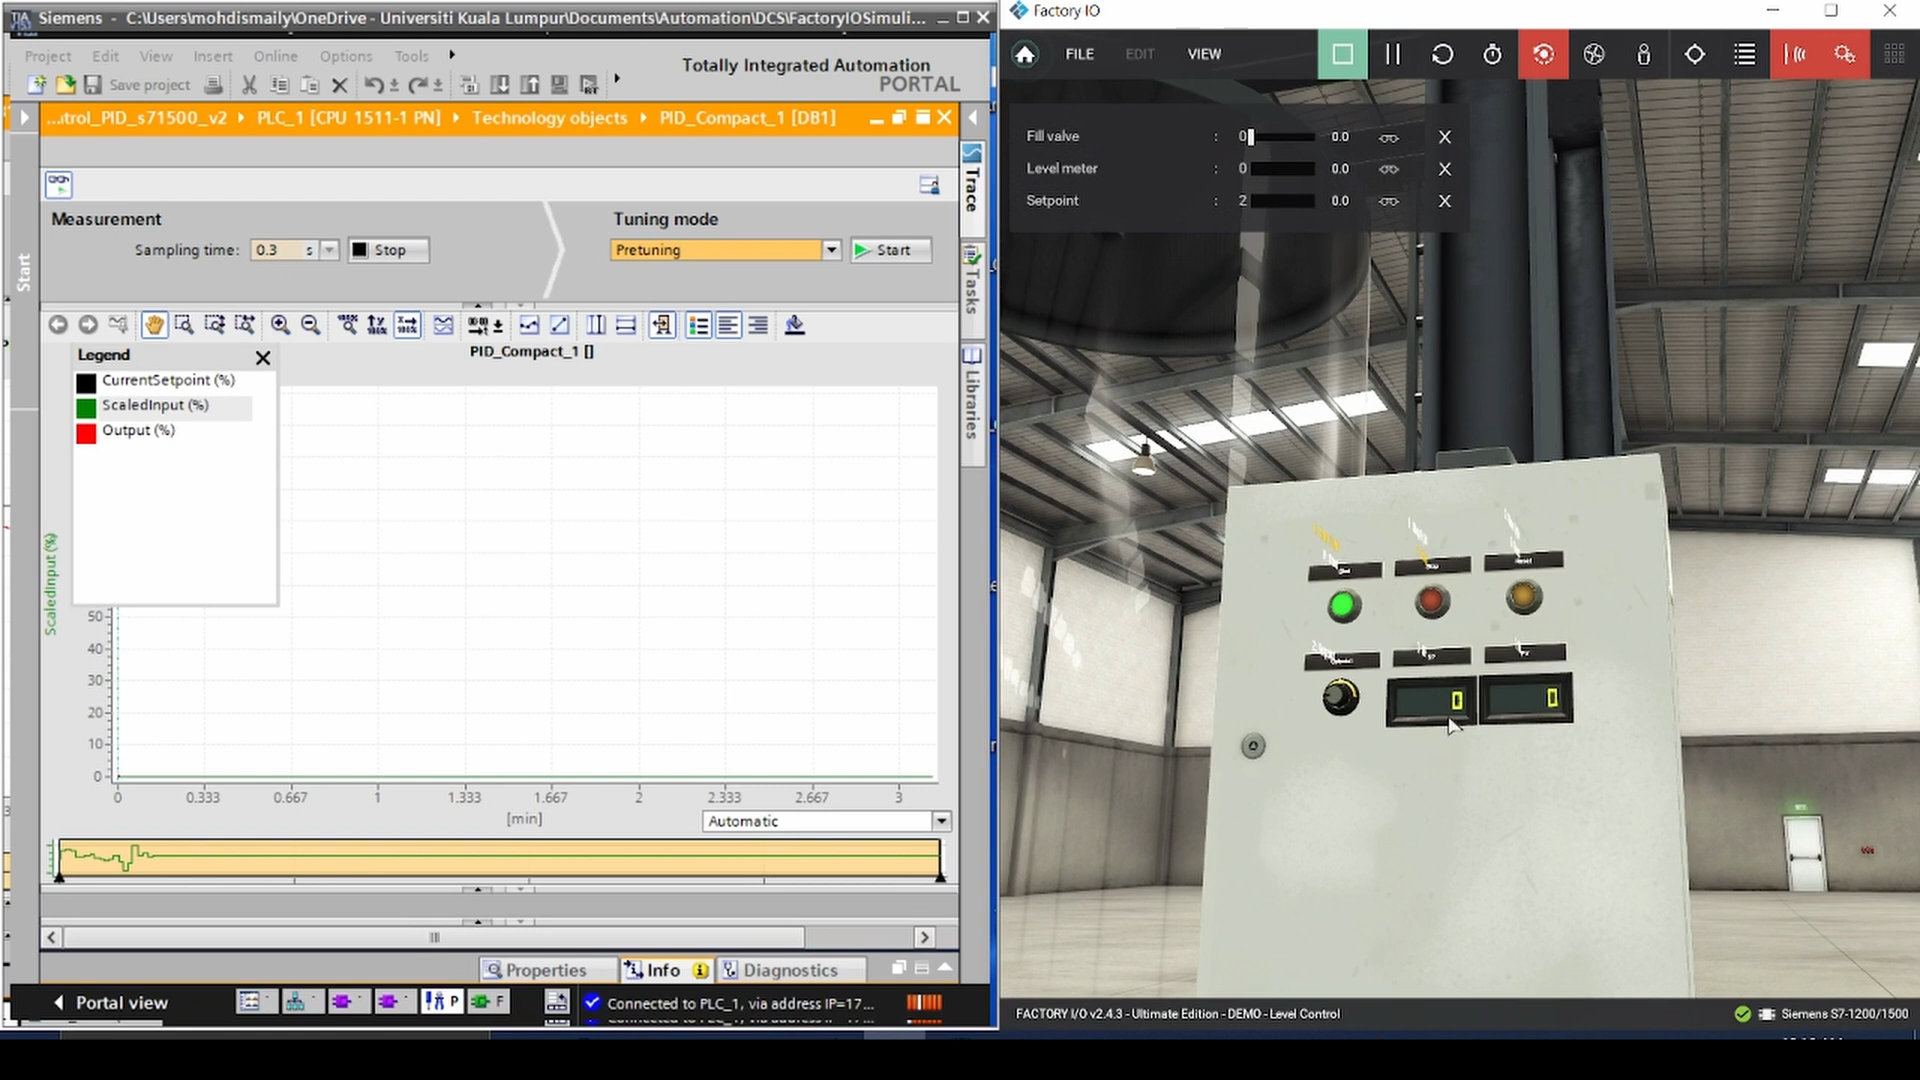 Siemens - C:\Users\mohdismaily\OneDrive - Universiti Kuala Lumpur\Documents\Automation\DCS\FactoryIOSimuli...
Project Edit View Insert Online Options Tools
Totally Integrated Automation
PORTAL
Save project
...itrol_PID_s71500_v2 PLC_1 [CPU 1511-1 PN] Technology objects PID_Compact_1 [DB1]
Start
Measurement
Sampling time: 0.3 s Stop
Tuning mode
Pretuning Start
Trace
Tasks
Libraries
PID_Compact_1 []
Legend
CurrentSetpoint (%)
ScaledInput (%)
Output (%)
ScaledInput (%)
50
40
30
20
10
0
0 0.333 0.667 1 1.333 1.667 2 2.333 2.667 3
[min]
Automatic
Properties Info Diagnostics
Portal view
P
F
Connected to PLC_1, via address IP=17...
Factory IO
FILE EDIT VIEW
Fill valve : 0 0.0 X
Level meter : 0 0.0 X
Setpoint : 2 0.0 X
0 0
FACTORY I/O v2.4.3 - Ultimate Edition - DEMO - Level Control
Siemens S7-1200/1500